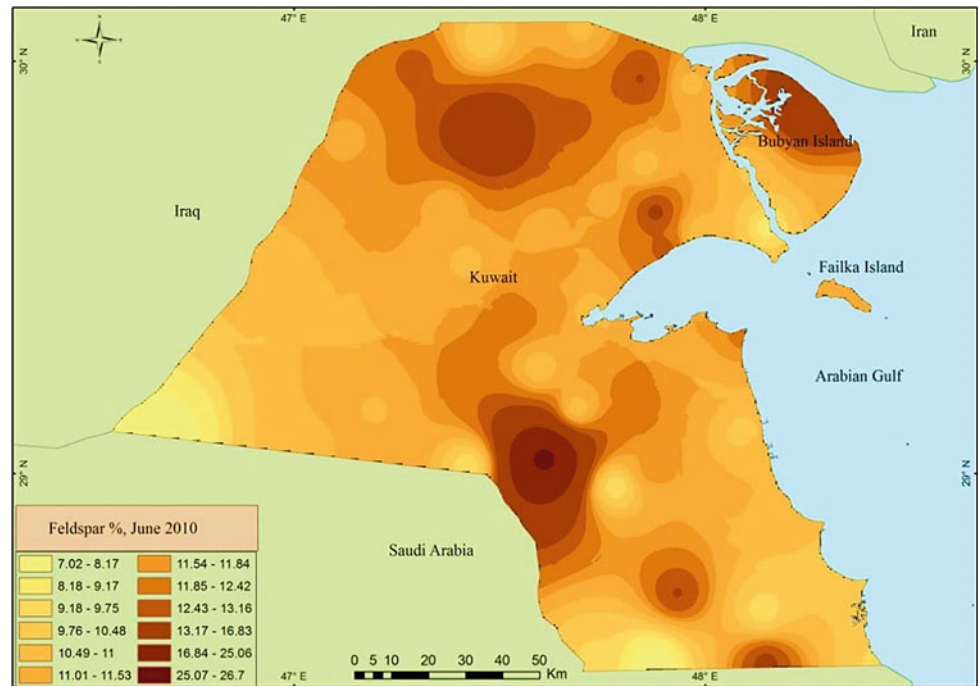 47° E
48° E
30° N
30° N
Iran
Bubyan Island
Iraq
Failka Island
Kuwait
Arabian Gulf
29° N
29° N
Saudi Arabia
Feldspar %, June 2010
7.02 - 8.17
8.18 - 9.17
9.18 - 9.75
9.76 - 10.48
10.49 - 11
11.01 - 11.53
11.54 - 11.84
11.85 - 12.42
12.43 - 13.16
13.17 - 16.83
16.84 - 25.06
25.07 - 26.7
0 5 10 20 30 40 50
Km
47° E
48° E